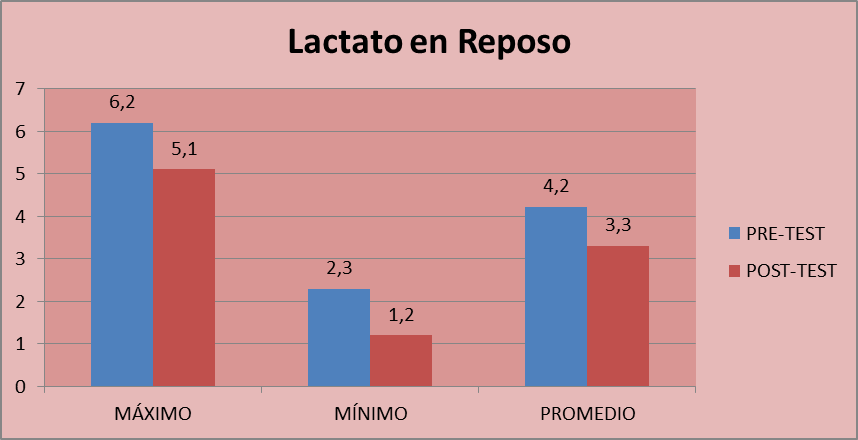 Lactato en Reposo
7
6
5
4
3
2
1
0
6,2
5,1
2,3
1,2
4,2
3,3
MÁXIMO
MÍNIMO
PROMEDIO
PRE-TEST
POST-TEST